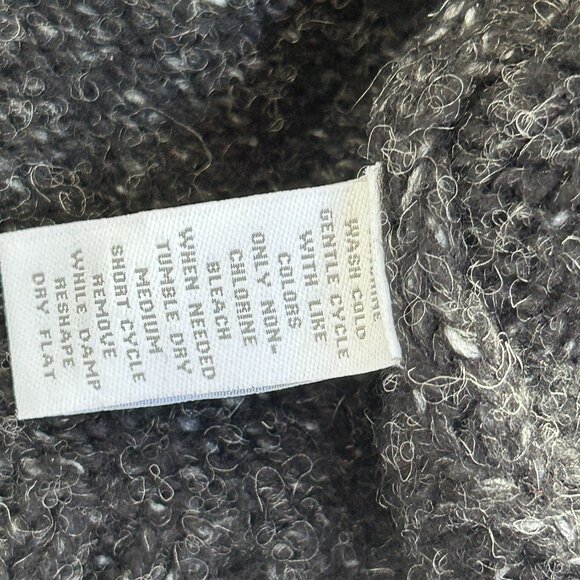 WASH COLD
GENTLE CYCLE
WITH LIKE
COLORS
ONLY NON-
CHLORINE
BLEACH
WHEN NEEDED
TUMBLE DRY
MEDIUM
SHORT CYCLE
REMOVE
WHILE DAMP
RESHAPE
DRY FLAT